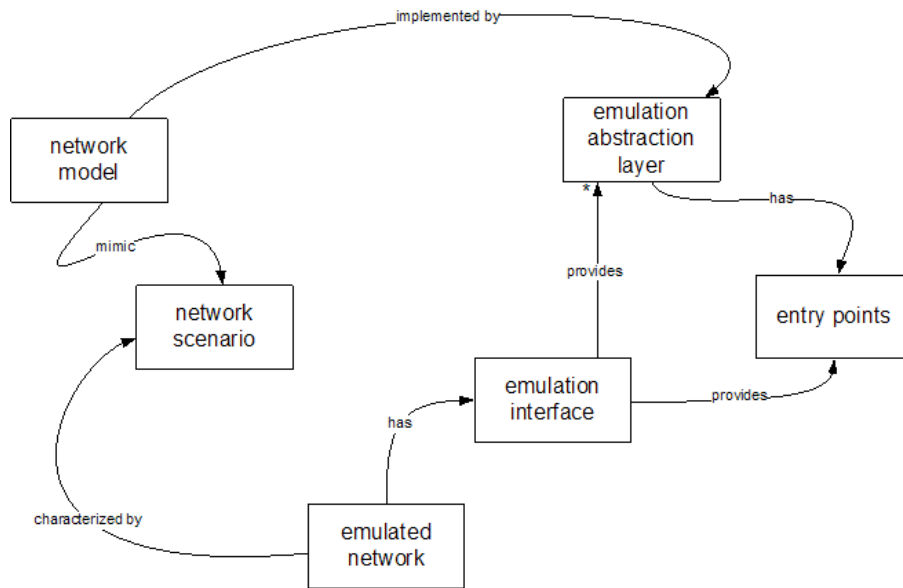 implemented by
emulation
abstraction
layer
network
model
*
has
mimic
provides
network
scenario
entry points
emulation
interface
provides
has
characterized by
emulated
network